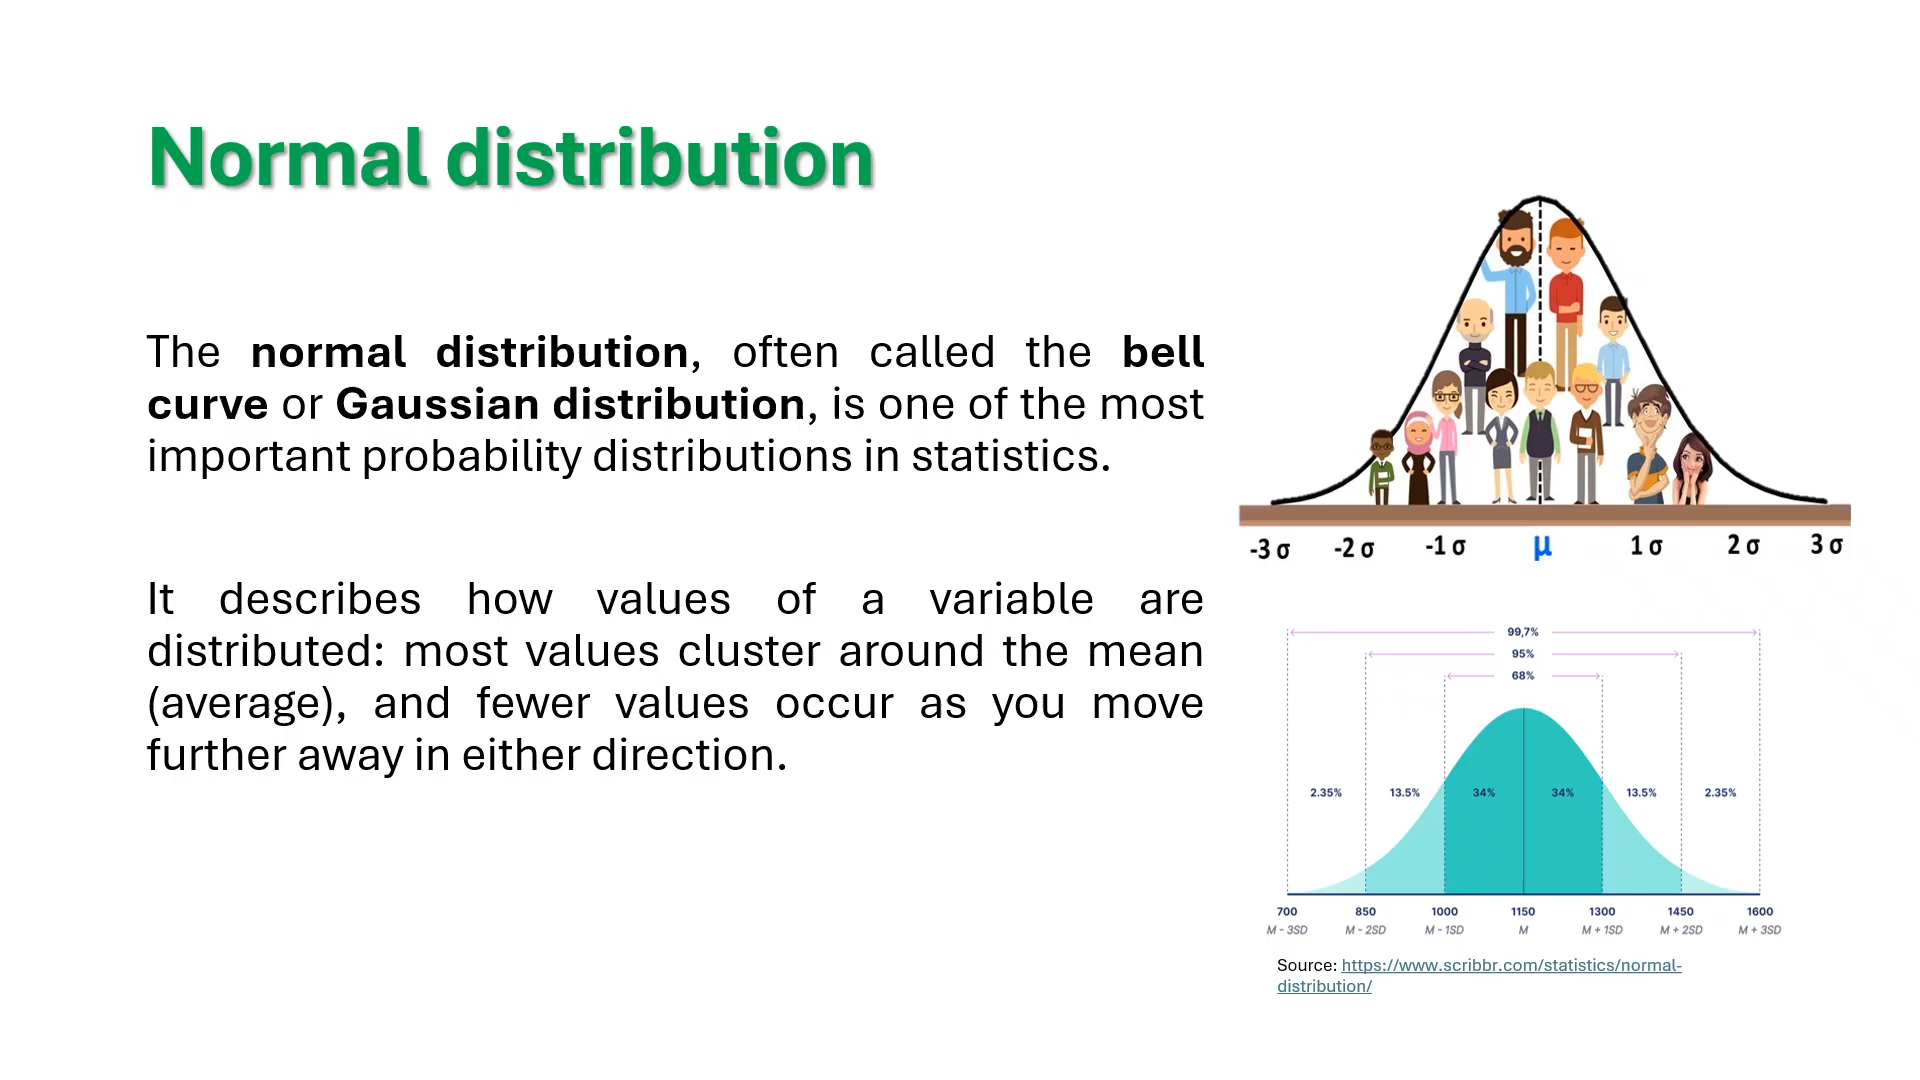 Normal distribution
The normal distribution, often called the bell
curve or Gaussian distribution, is one of the most
important probability distributions in statistics.
It describes how values of a variable are
distributed: most values cluster around the mean
(average), and fewer values occur as you move
further away in either direction.
-3 σ -2 σ -1 σ μ 1 σ 2 σ 3 σ
99,7%
95%
68%
2.35% 13.5% 34% 34% 13.5% 2.35%
700 850 1000 1150 1300 1450 1600
M - 3SD M - 2SD M - 1SD M M + 1SD M + 2SD M + 3SD
Source: https://www.scribbr.com/statistics/normal-
distribution/